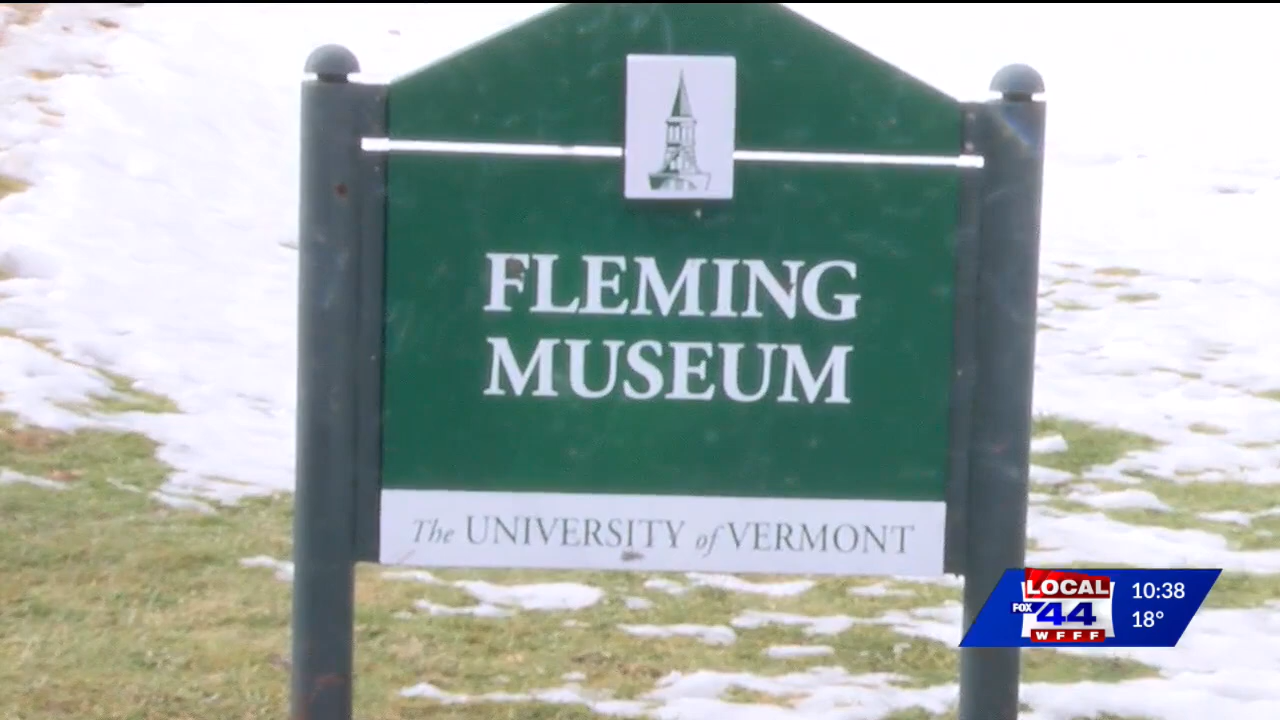 FLEMING
MUSEUM
The UNIVERSITY of VERMONT
LOCAL
FOX 44
WFFF
10:38
18°